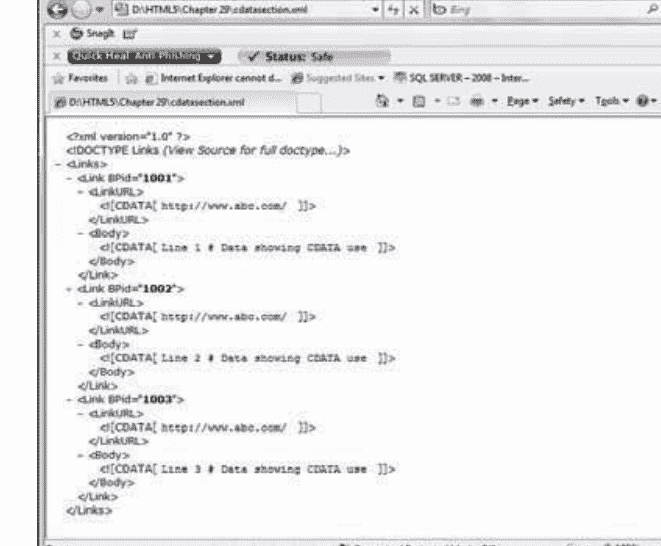 D:\HTML5\Chapter 29\cdatasection.xml
Bing
x SnagIt
x Quick Heal Anti-Phishing Status: Safe
Favorites Internet Explorer cannot d... Suggested Sites SQL SERVER – 2008 – Inter...
D:\HTML5\Chapter 29\cdatasection.xml Page Safety Tools
<?xml version="1.0" ?>
<!DOCTYPE Links (View Source for full doctype...)>
- <Links>
- <Link BPid="1001">
- <LinkURL>
<![CDATA[ http://www.abc.com/ ]]>
</LinkURL>
- <Body>
<![CDATA[ Line 1 # Data showing CDATA use ]]>
</Body>
</Link>
- <Link BPid="1002">
- <LinkURL>
<![CDATA[ http://www.abc.com/ ]]>
</LinkURL>
- <Body>
<![CDATA[ Line 2 # Data showing CDATA use ]]>
</Body>
</Link>
- <Link BPid="1003">
- <LinkURL>
<![CDATA[ http://www.abc.com/ ]]>
</LinkURL>
- <Body>
<![CDATA[ Line 3 # Data showing CDATA use ]]>
</Body>
</Link>
</Links>